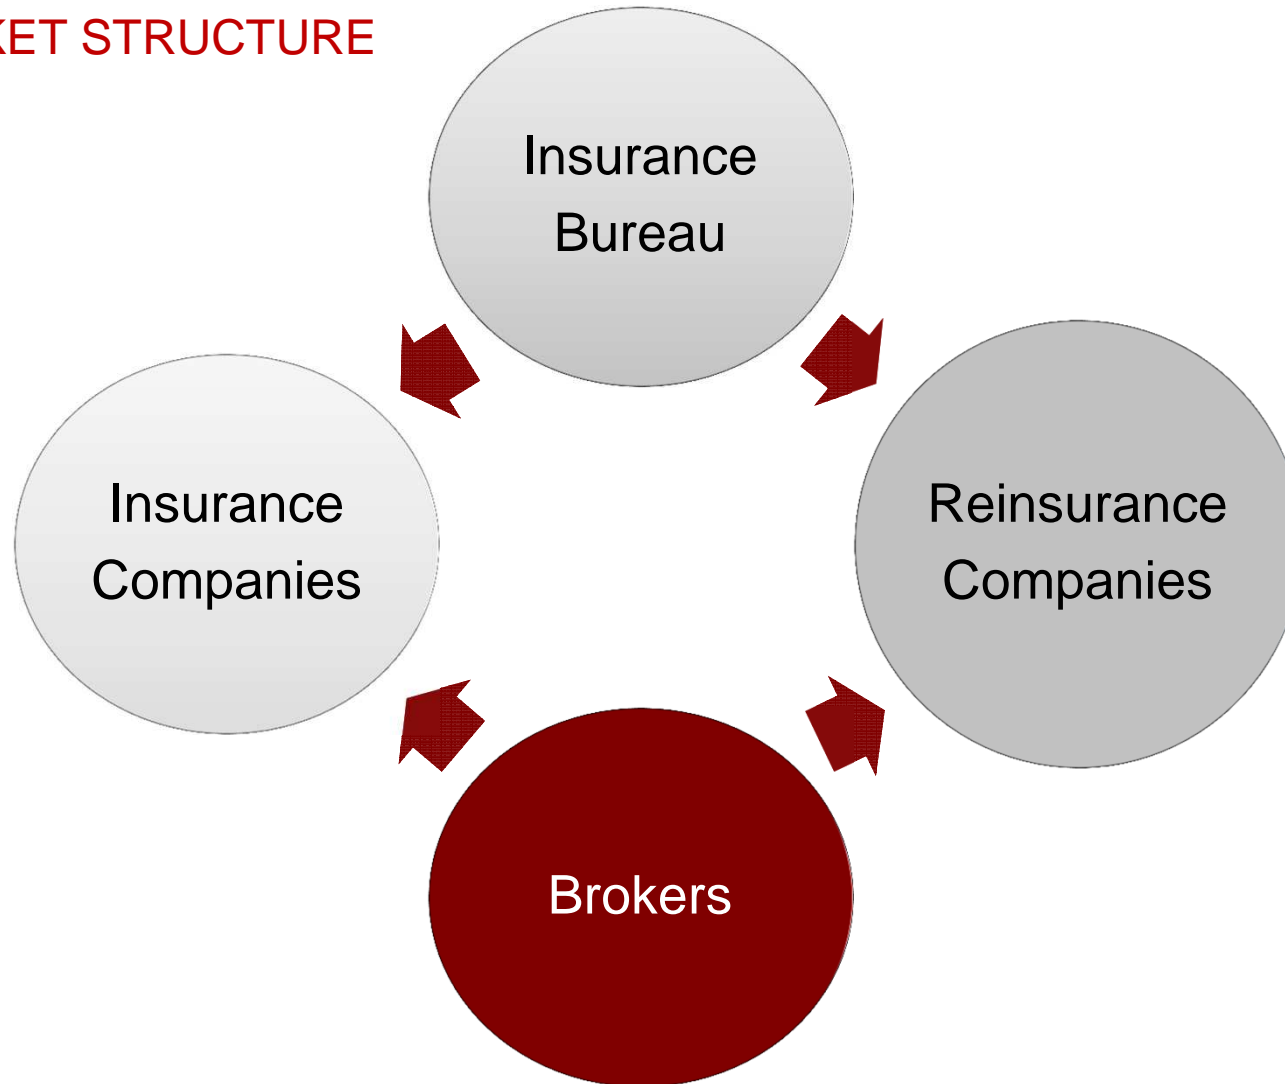 KET STRUCTURE
Insurance
Bureau
Insurance
Companies
Reinsurance
Companies
Brokers